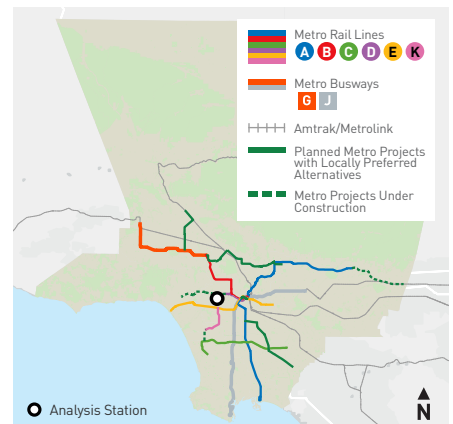 Metro Rail Lines
A B C D E K
Metro Busways
G J
Amtrak/Metrolink
Planned Metro Projects
with Locally Preferred
Alternatives
Metro Projects Under
Construction
Analysis Station
N